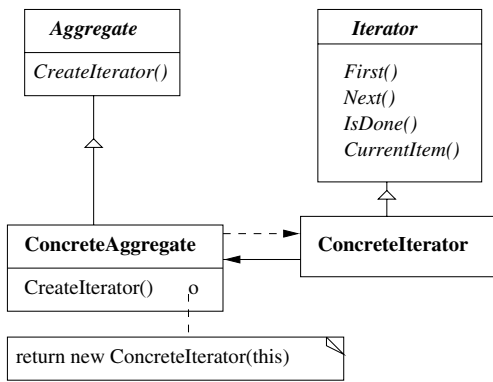 Aggregate
CreateIterator()
Iterator
First()
Next()
IsDone()
CurrentItem()
ConcreteAggregate
CreateIterator() o
ConcreteIterator
return new ConcreteIterator(this)